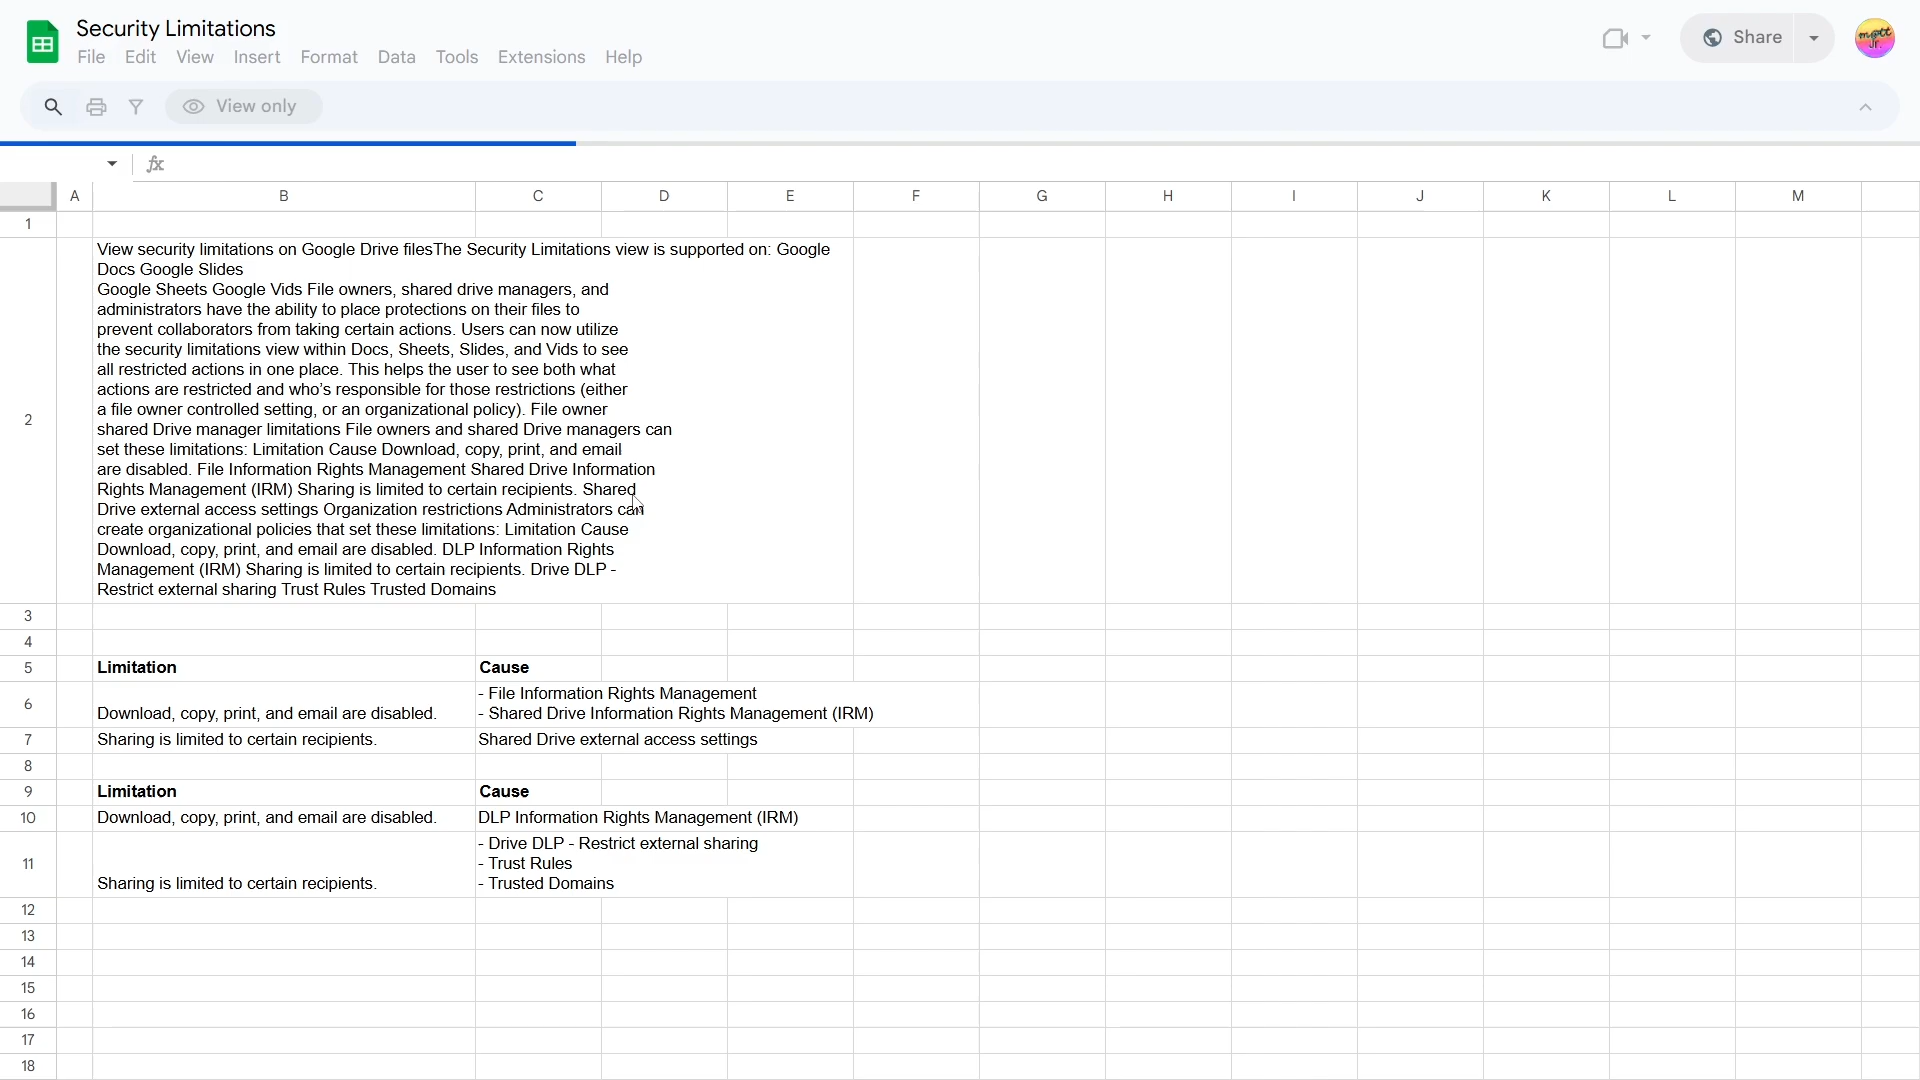 Security Limitations
File Edit View Insert Format Data Tools Extensions Help
Share
matt
Jr.
View only
fx
A B C D E F G H I J K L M
1
2
View security limitations on Google Drive filesThe Security Limitations view is supported on: Google
Docs Google Slides
Google Sheets Google Vids File owners, shared drive managers, and
administrators have the ability to place protections on their files to
prevent collaborators from taking certain actions. Users can now utilize
the security limitations view within Docs, Sheets, Slides, and Vids to see
all restricted actions in one place. This helps the user to see both what
actions are restricted and who’s responsible for those restrictions (either
a file owner controlled setting, or an organizational policy). File owner
shared Drive manager limitations File owners and shared Drive managers can
set these limitations: Limitation Cause Download, copy, print, and email
are disabled. File Information Rights Management Shared Drive Information
Rights Management (IRM) Sharing is limited to certain recipients. Shared
Drive external access settings Organization restrictions Administrators can
create organizational policies that set these limitations: Limitation Cause
Download, copy, print, and email are disabled. DLP Information Rights
Management (IRM) Sharing is limited to certain recipients. Drive DLP -
Restrict external sharing Trust Rules Trusted Domains
3
4
5 Limitation Cause
6 Download, copy, print, and email are disabled.
- File Information Rights Management
- Shared Drive Information Rights Management (IRM)
7 Sharing is limited to certain recipients. Shared Drive external access settings
8
9 Limitation Cause
10 Download, copy, print, and email are disabled. DLP Information Rights Management (IRM)
11 Sharing is limited to certain recipients.
- Drive DLP - Restrict external sharing
- Trust Rules
- Trusted Domains
12
13
14
15
16
17
18